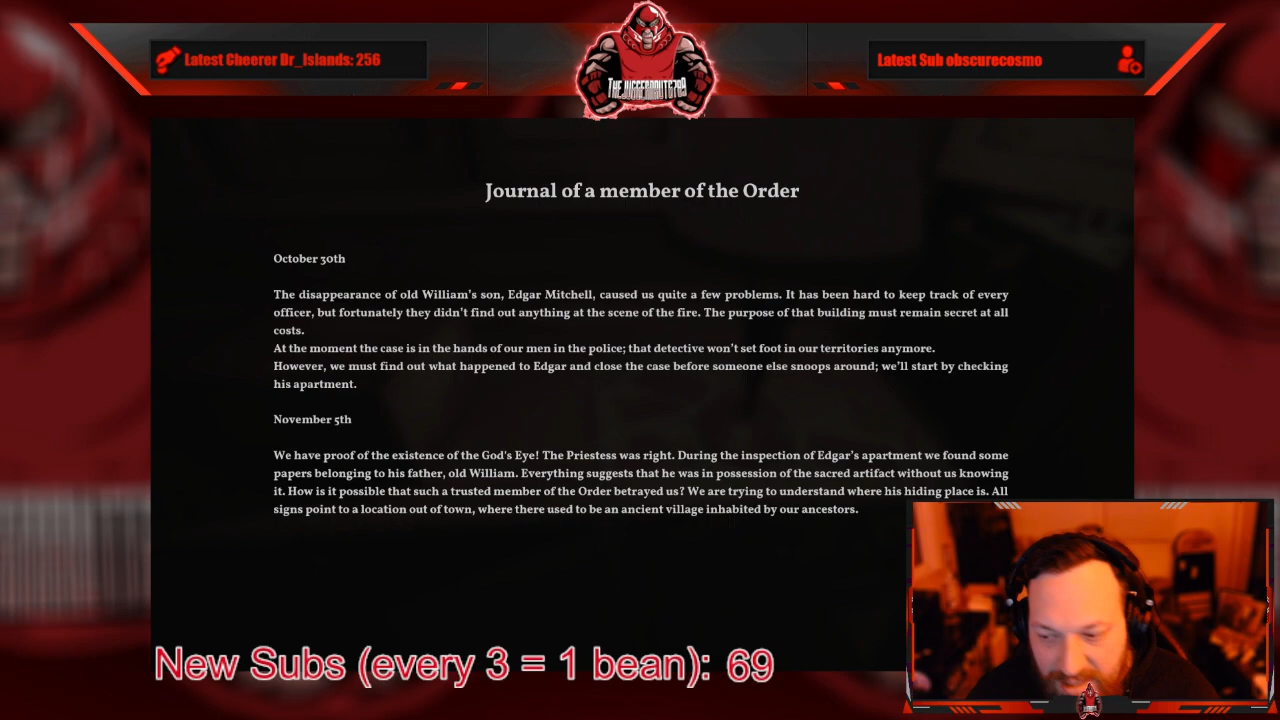 Latest Cheerer Dr_Islands: 256
THEJUGGERNAUT6789
Latest Sub obscurecosmo
Journal of a member of the Order
October 30th
The disappearance of old William's son, Edgar Mitchell, caused us quite a few problems. It has been hard to keep track of every
officer, but fortunately they didn't find out anything at the scene of the fire. The purpose of that building must remain secret at all
costs.
At the moment the case is in the hands of our men in the police; that detective won't set foot in our territories anymore.
However, we must find out what happened to Edgar and close the case before someone else snoops around; we'll start by checking
his apartment.
November 5th
We have proof of the existence of the God's Eye! The Priestess was right. During the inspection of Edgar's apartment we found some
papers belonging to his father, old William. Everything suggests that he was in possession of the sacred artifact without us knowing
it. How is it possible that such a trusted member of the Order betrayed us? We are trying to understand where his hiding place is. All
signs point to a location out of town, where there used to be an ancient village inhabited by our ancestors.
New Subs (every 3 = 1 bean): 69